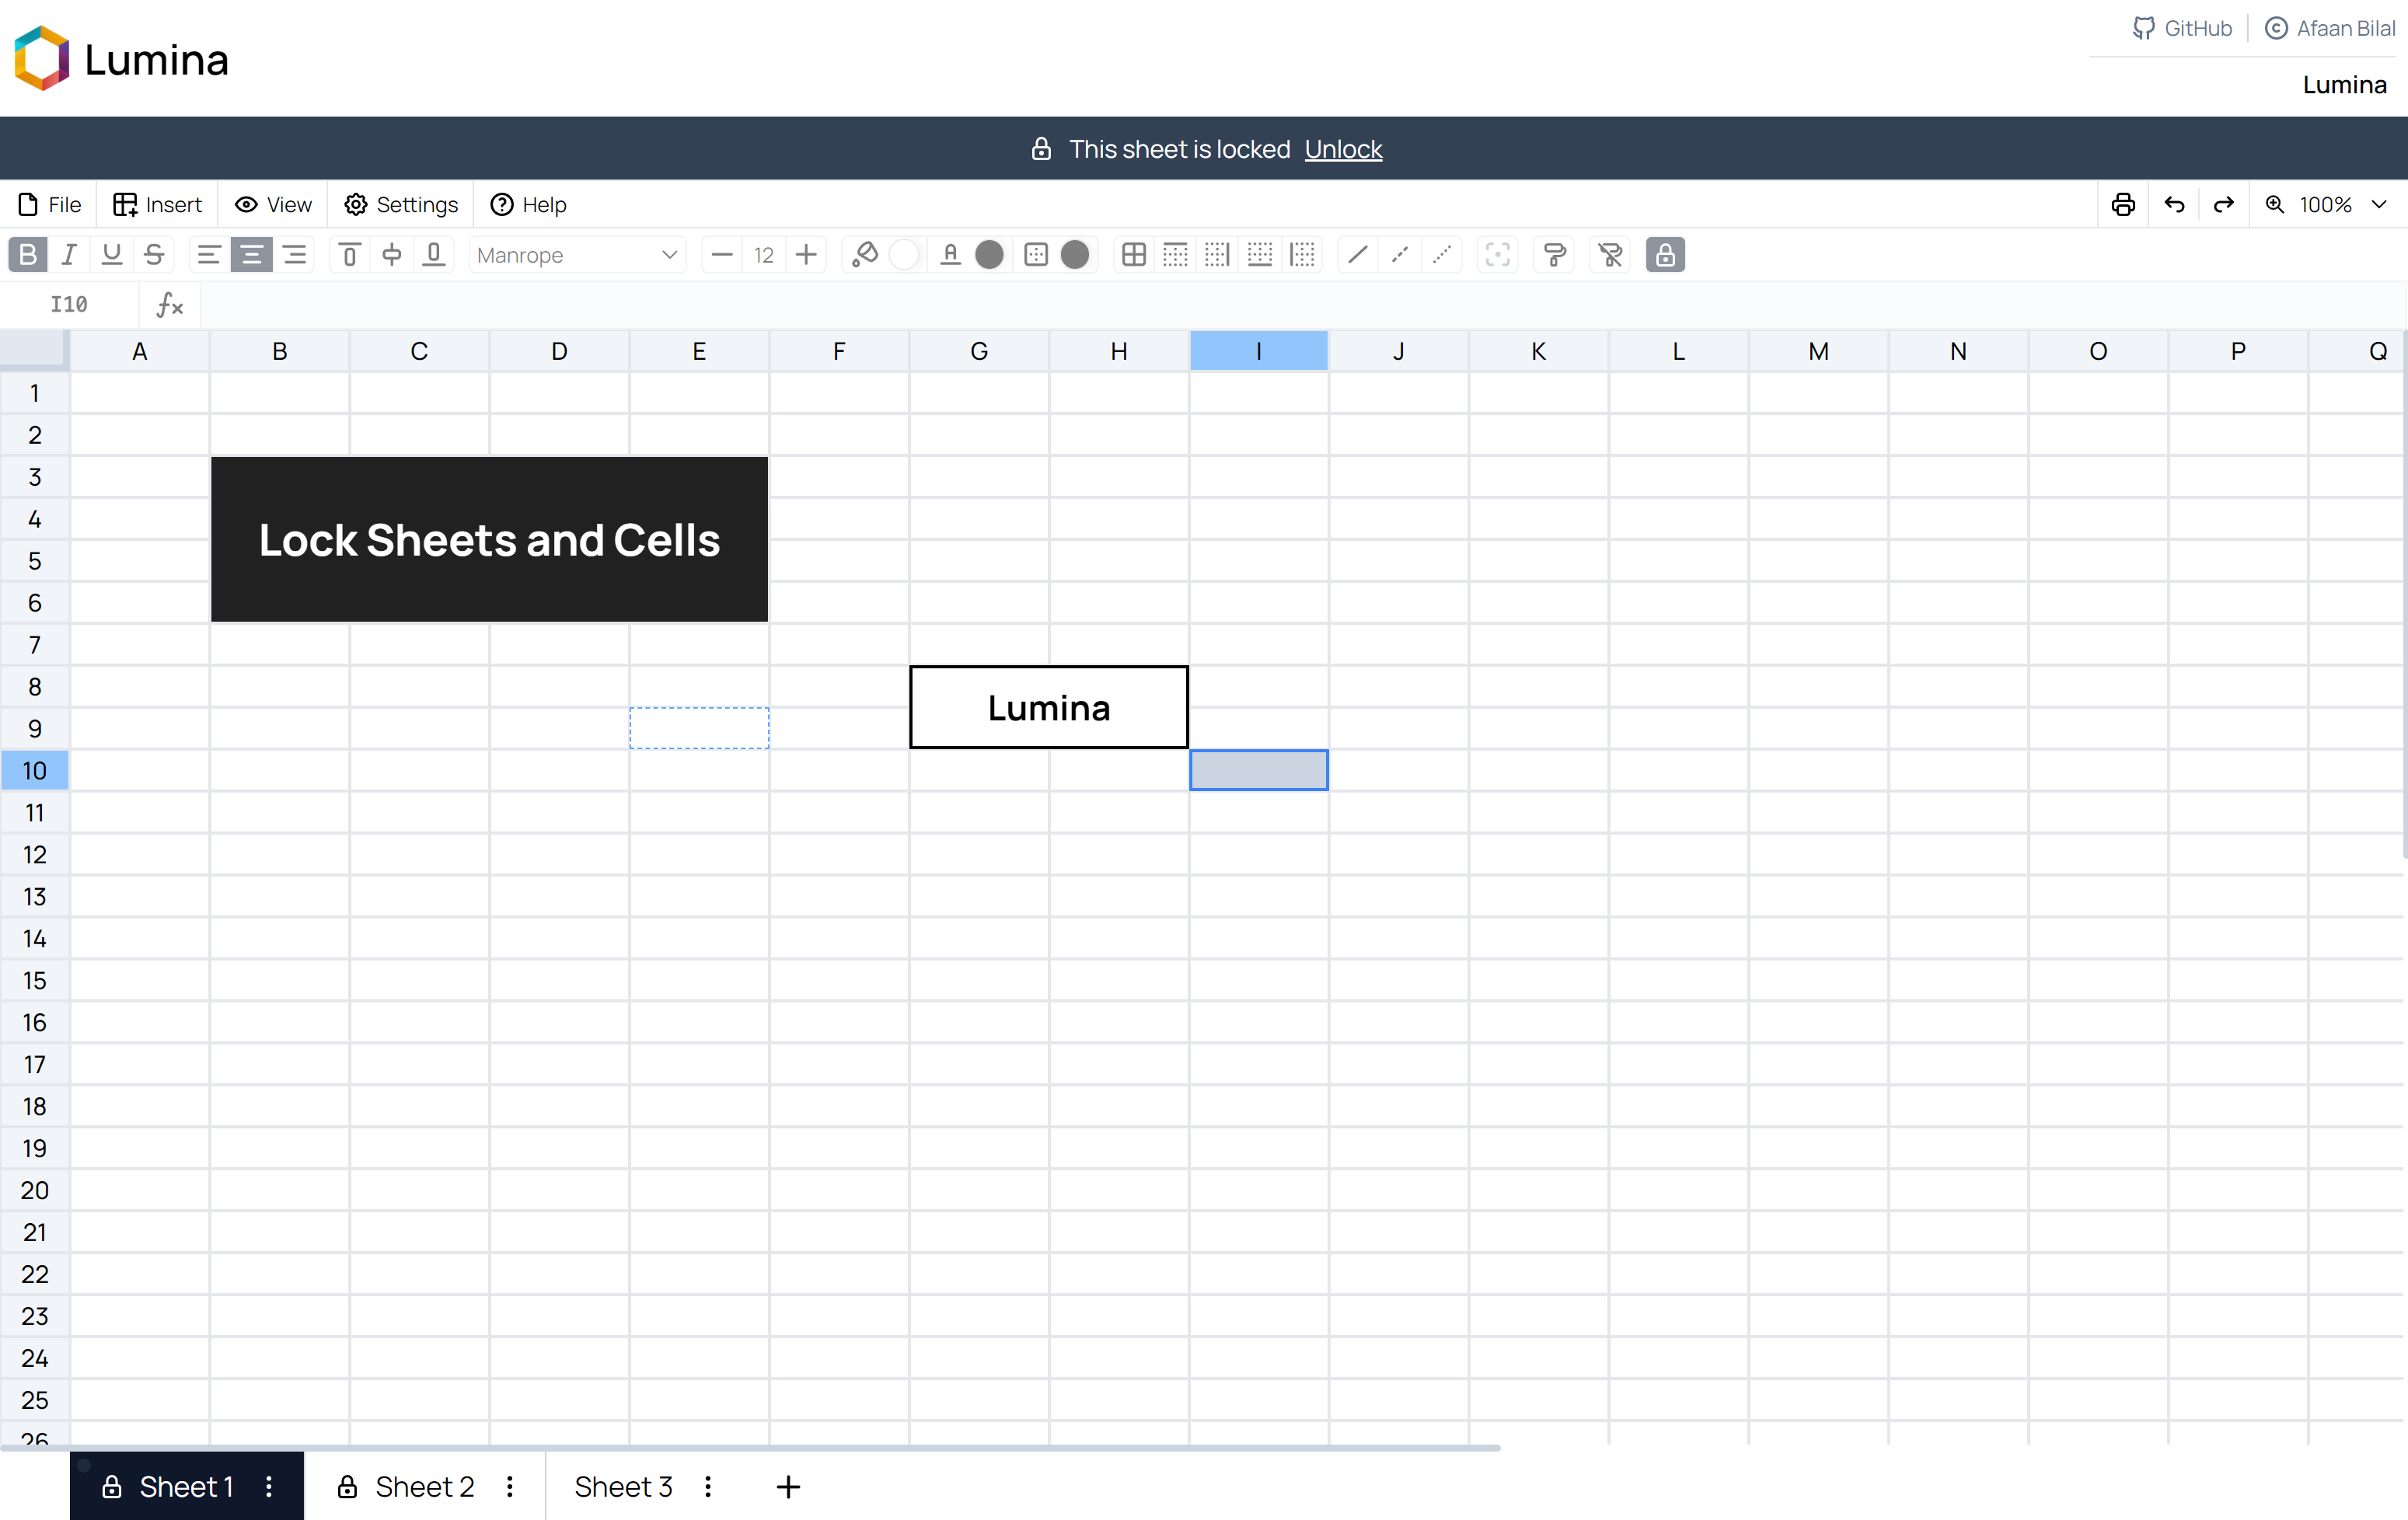 Lumina
GitHub
Afaan Bilal
Lumina
This sheet is locked Unlock
File Insert View Settings Help 100%
B I U S Manrope 12 A
I10 fx
A B C D E F G H I J K L M N O P Q
1
2
3
4
Lock Sheets and Cells
5
6
7
8
Lumina
9
10
11
12
13
14
15
16
17
18
19
20
21
22
23
24
25
26
Sheet 1 Sheet 2 Sheet 3 +